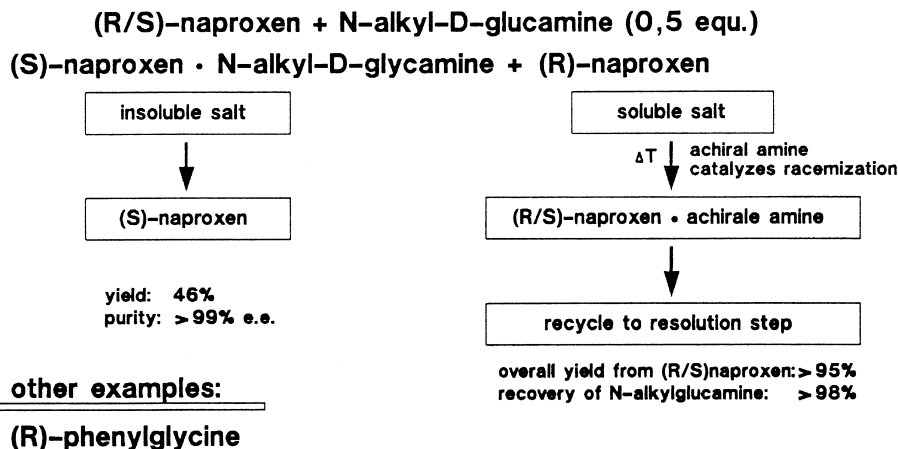 (R/S)-naproxen + N-alkyl-D-glucamine (0,5 equ.)
(S)-naproxen · N-alkyl-D-glycamine + (R)-naproxen
insoluble salt
soluble salt
ΔT
achiral amine
catalyzes racemization
(S)-naproxen
(R/S)-naproxen • achirale amine
yield: 46%
purity: >99% e.e.
recycle to resolution step
overall yield from (R/S)naproxen:>95%
recovery of N-alkylglucamine: >98%
other examples:
(R)-phenylglycine